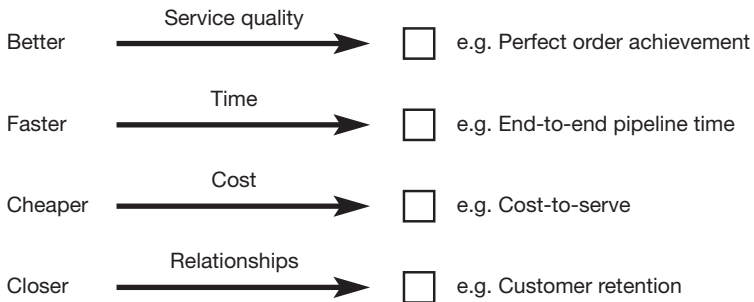 Service quality
Better e.g. Perfect order achievement
Time
Faster e.g. End-to-end pipeline time
Cost
Cheaper e.g. Cost-to-serve
Relationships
Closer e.g. Customer retention